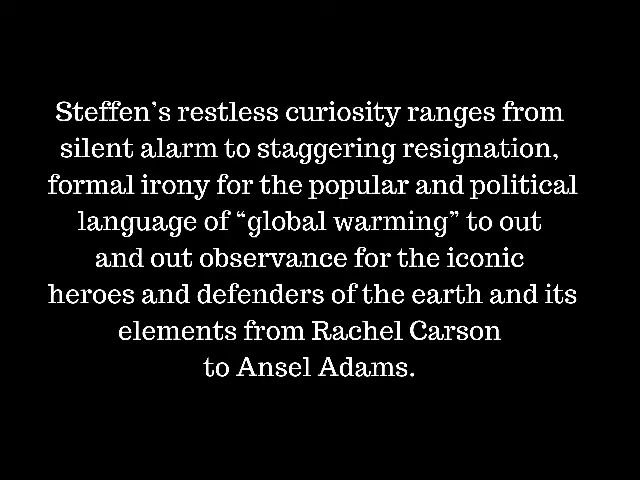 Steffen’s restless curiosity ranges from
silent alarm to staggering resignation,
formal irony for the popular and political
language of “global warming” to out
and out observance for the iconic
heroes and defenders of the earth and its
elements from Rachel Carson
to Ansel Adams.